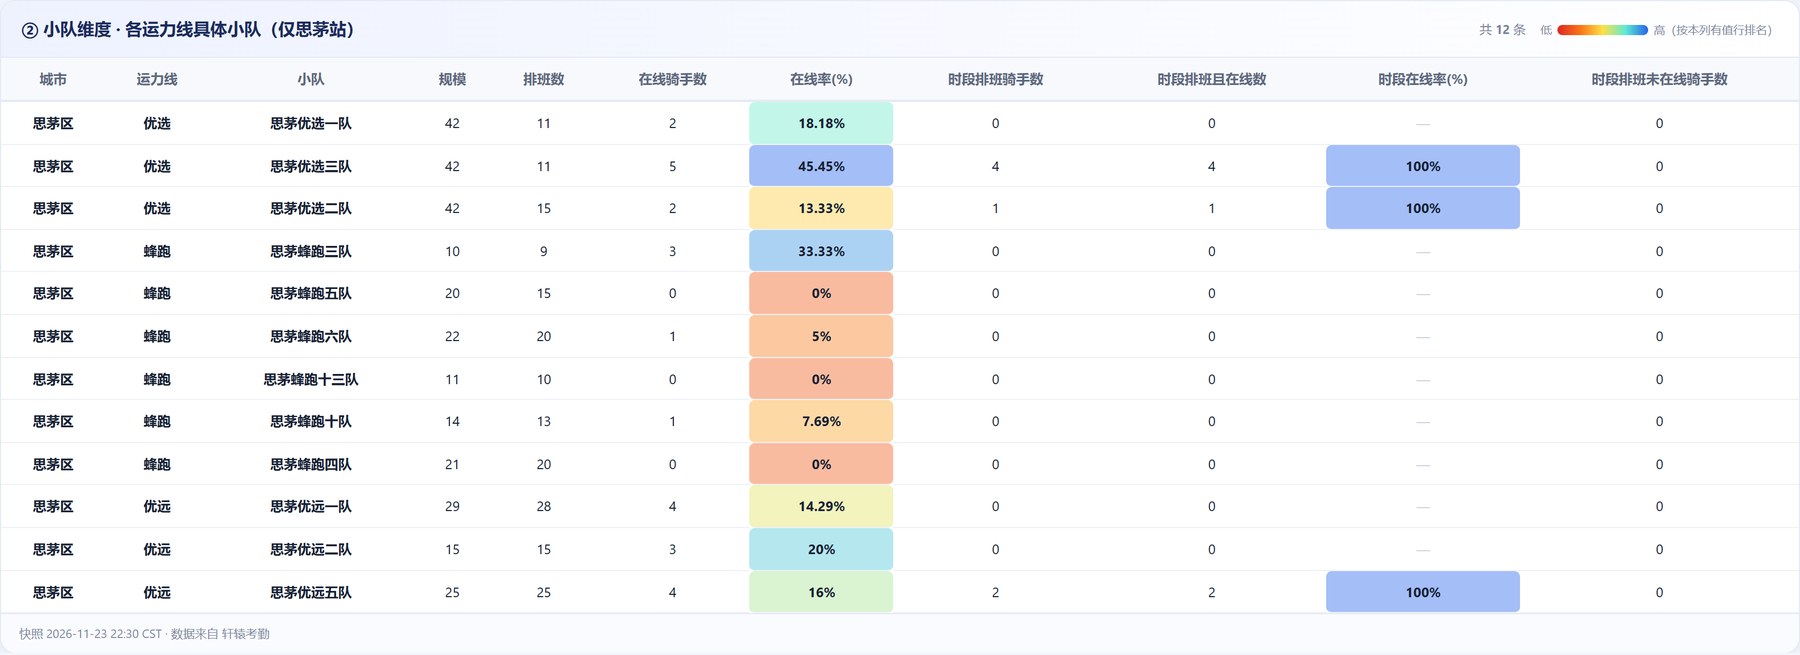 ② 小队维度 · 各运力线具体小队（仅思茅站） 共 12 条 低 高 (按本列有值行排名)
城市 运力线 小队 规模 排班数 在线骑手数 在线率(%) 时段排班骑手数 时段排班且在线数 时段在线率(%) 时段排班未在线骑手数
思茅区 优选 思茅优选一队 42 11 2 18.18% 0 0 — 0
思茅区 优选 思茅优选三队 42 11 5 45.45% 4 4 100% 0
思茅区 优选 思茅优选二队 42 15 2 13.33% 1 1 100% 0
思茅区 蜂跑 思茅蜂跑三队 10 9 3 33.33% 0 0 — 0
思茅区 蜂跑 思茅蜂跑五队 20 15 0 0% 0 0 — 0
思茅区 蜂跑 思茅蜂跑六队 22 20 1 5% 0 0 — 0
思茅区 蜂跑 思茅蜂跑十三队 11 10 0 0% 0 0 — 0
思茅区 蜂跑 思茅蜂跑十队 14 13 1 7.69% 0 0 — 0
思茅区 蜂跑 思茅蜂跑四队 21 20 0 0% 0 0 — 0
思茅区 优远 思茅优远一队 29 28 4 14.29% 0 0 — 0
思茅区 优远 思茅优远二队 15 15 3 20% 0 0 — 0
思茅区 优远 思茅优远五队 25 25 4 16% 2 2 100% 0
快照 2026-11-23 22:30 CST · 数据来自 轩辕考勤